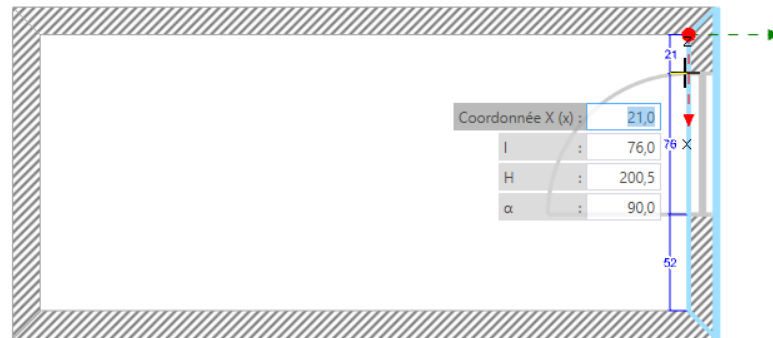 Z
21
Coordonnée X (x) : 21,0
76 X
l : 76,0
H : 200,5
α : 90,0
52